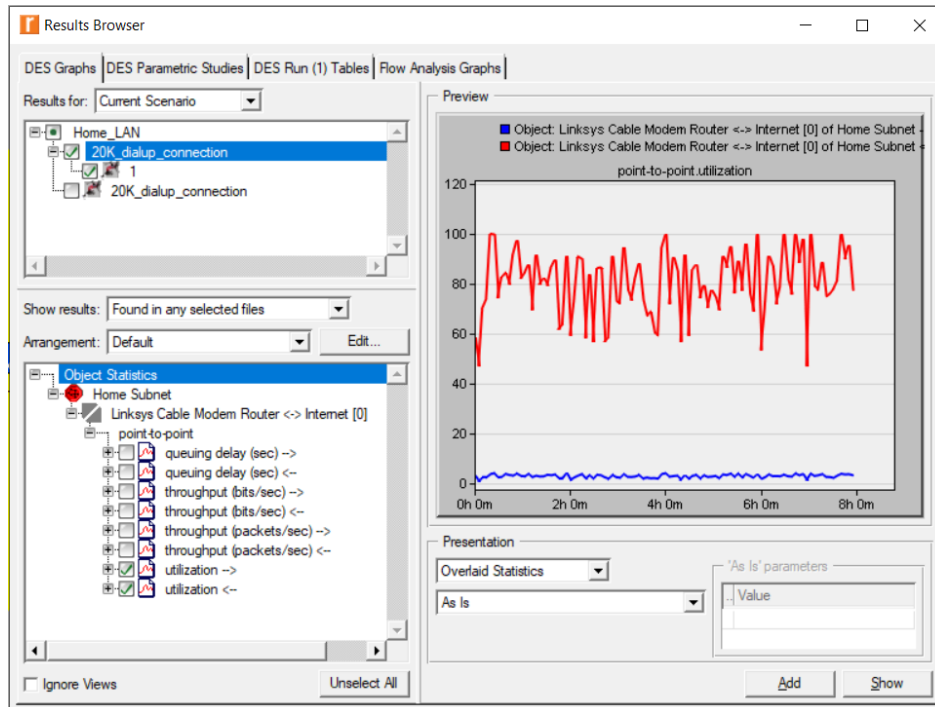 Results Browser
DES Graphs DES Parametric Studies DES Run (1) Tables Flow Analysis Graphs
Results for: Current Scenario
Home_LAN
20K_dialup_connection
1
20K_dialup_connection
Show results: Found in any selected files
Arrangement: Default Edit...
Object Statistics
Home Subnet
Linksys Cable Modem Router <-> Internet [0]
point-to-point
queuing delay (sec) -->
queuing delay (sec) <--
throughput (bits/sec) -->
throughput (bits/sec) <--
throughput (packets/sec) -->
throughput (packets/sec) <--
utilization -->
utilization <--
Ignore Views Unselect All
Preview
Object: Linksys Cable Modem Router <-> Internet [0] of Home Subnet -
Object: Linksys Cable Modem Router <-> Internet [0] of Home Subnet <
point-to-point.utilization
120
100
80
60
40
20
0
0h 0m 2h 0m 4h 0m 6h 0m 8h 0m
Presentation
Overlaid Statistics
As Is
'As Is' parameters
... Value
Add Show